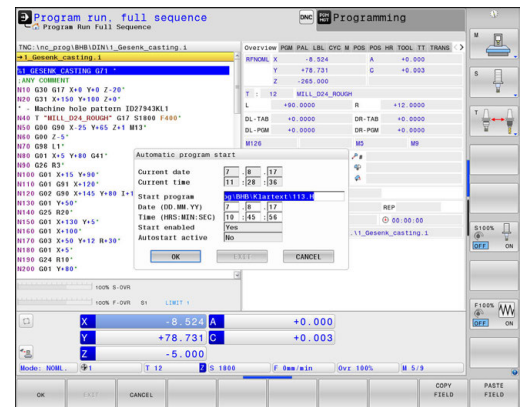 Program run, full sequence
Program Run Full Sequence
DNC
Programming
TNC:\nc_prog\BHB\DIN\1_Gesenk_casting.i
→1_Gesenk_casting.i
%1_GESENK_CASTING G71 *
;ANY COMMENT
N10 G30 G17 X+0 Y+0 Z-20*
N20 G31 X+150 Y+100 Z+0*
* - Machine hole pattern ID27943KL1
N40 T "MILL_D24_ROUGH" G17 S1800 F400*
N50 G00 G90 X-25 Y+65 Z+1 M13*
N60 G00 Z-5*
N70 G98 L1*
N80 G01 X+5 Y+80 G41*
N90 G26 R3*
N100 G01 X+15 Y+90*
N110 G01 G91 X+120*
N120 G02 G90 X+145 Y+80 I+1
N130 G01 Y+50*
N140 G25 R20*
N150 G01 X+130 Y+5*
N160 G01 X+100*
N170 G03 X+50 Y+12 R+30*
N180 G01 X+5*
N190 G24 R10*
N200 G01 Y+80*
Overview PGM PAL LBL CYC M POS POS HR TOOL TT TRANS
RFNOML X -8.524 A +0.000
Y +78.731 C +0.003
Z -265.000
T : 12 MILL_D24_ROUGH
L +90.0000 R +12.0000
DL-TAB +0.0000 DR-TAB +0.0000
DL-PGM +0.0000 DR-PGM +0.0000
M126 M5 M9
REP
00:00:00
.\1_Gesenk_casting.i
Automatic program start
Current date 7 .8 .17
Current time 11 :28 :36
Start program og\BHB\Klartext\113.H
Date (DD.MM.YY) 7 .8 .17
Time (HRS:MIN:SEC) 10 :45 :56
Start enabled Yes
Autostart active No
OK EDIT CANCEL
100% S-OVR
100% F-OVR S1 LIMIT 1
X -8.524 A +0.000
Y +78.731 C +0.003
Z -5.000
Mode: NOML. 1 T 12 Z S 1800 F 0mm/min Ovr 100% M 5/9
M
S
T
S100%
OFF ON
F100%
OFF ON
OK EDIT CANCEL COPY FIELD PASTE FIELD